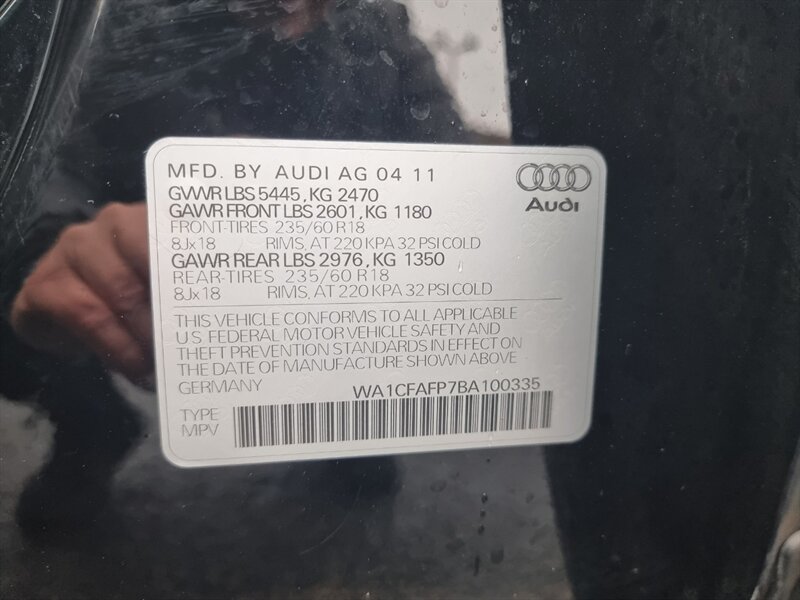 MFD. BY AUDI AG 04 11
GVWR LBS 5445, KG 2470
GAWR FRONT LBS 2601, KG 1180
FRONT-TIRES 235/60 R18
8Jx18 RIMS, AT 220 KPA 32 PSI COLD
GAWR REAR LBS 2976, KG 1350
REAR-TIRES 235/60 R18
8Jx18 RIMS, AT 220 KPA 32 PSI COLD
Audi
THIS VEHICLE CONFORMS TO ALL APPLICABLE
U S FEDERAL MOTOR VEHICLE SAFETY AND
THEFT PREVENTION STANDARDS IN EFFECT ON
THE DATE OF MANUFACTURE SHOWN ABOVE
GERMANY WA1CFAFP7BA100335
TYPE
MPV